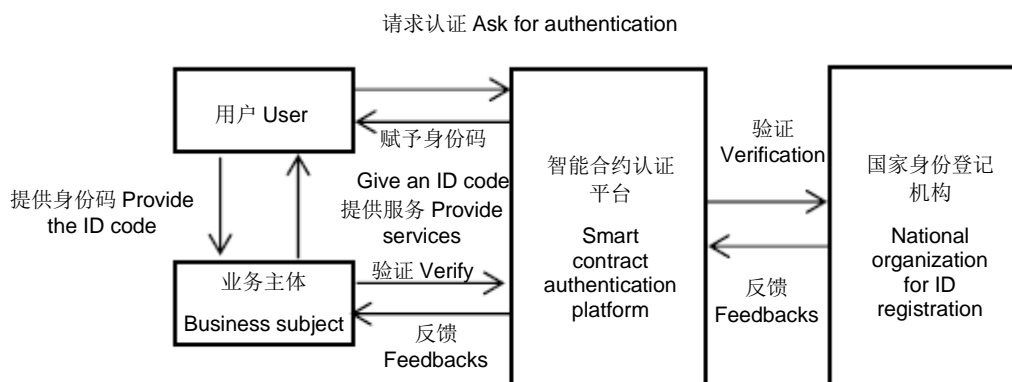 请求认证 Ask for authentication
用户 User
赋予身份码
Give an ID code
提供服务 Provide
services
提供身份码 Provide
the ID code
业务主体
Business subject
验证 Verify
反馈
Feedbacks
智能合约认证
平台
Smart
contract
authentication
platform
验证
Verification
反馈
Feedbacks
国家身份登记
机构
National
organization
for ID
registration